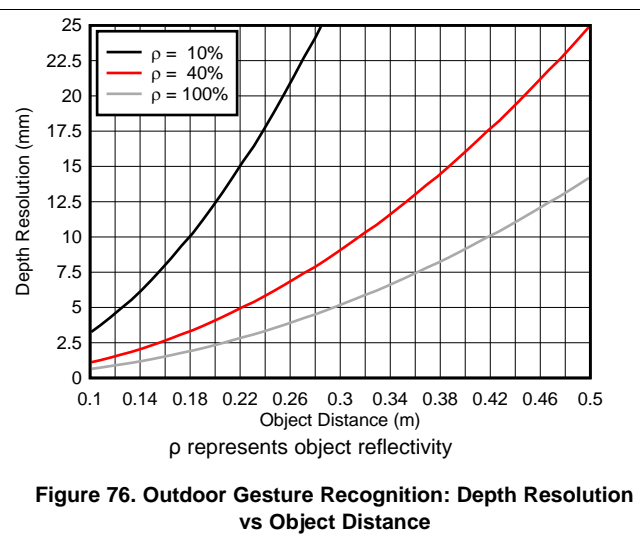 25
22.5
20
17.5
15
12.5
10
7.5
5
2.5
0
Depth Resolution (mm)
ρ = 10%
ρ = 40%
ρ = 100%
0.1 0.14 0.18 0.22 0.26 0.3 0.34 0.38 0.42 0.46 0.5
Object Distance (m)
ρ represents object reflectivity
Figure 76. Outdoor Gesture Recognition: Depth Resolution
vs Object Distance